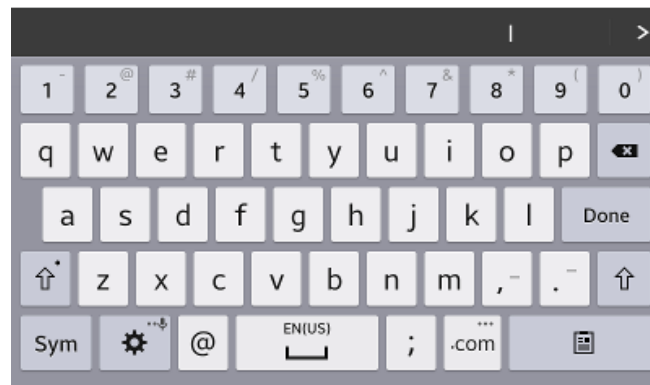 I
1 - 2 @ 3 # 4 / 5 % 6 ^ 7 & 8 * 9 ( 0 )
q w e r t y u i o p
a s d f g h j k l Done
z x c v b n m , - . -
Sym @ EN(US) ; .com